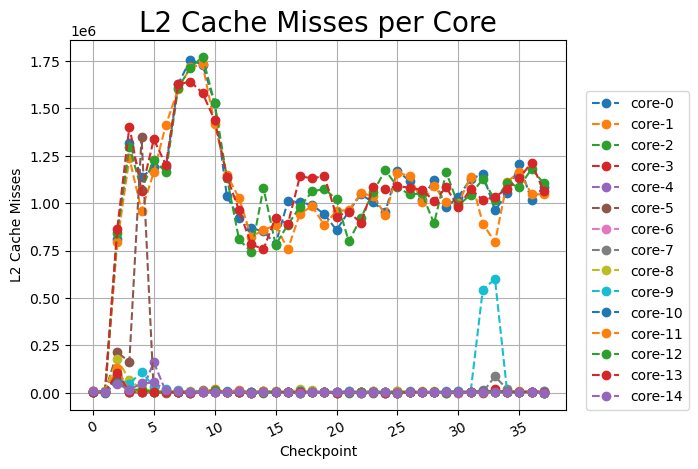 L2 Cache Misses per Core
1e6
1.75
1.50
1.25
1.00
0.75
0.50
0.25
0.00
L2 Cache Misses
0
5
10
15
20
25
30
35
Checkpoint
core-0
core-1
core-2
core-3
core-4
core-5
core-6
core-7
core-8
core-9
core-10
core-11
core-12
core-13
core-14